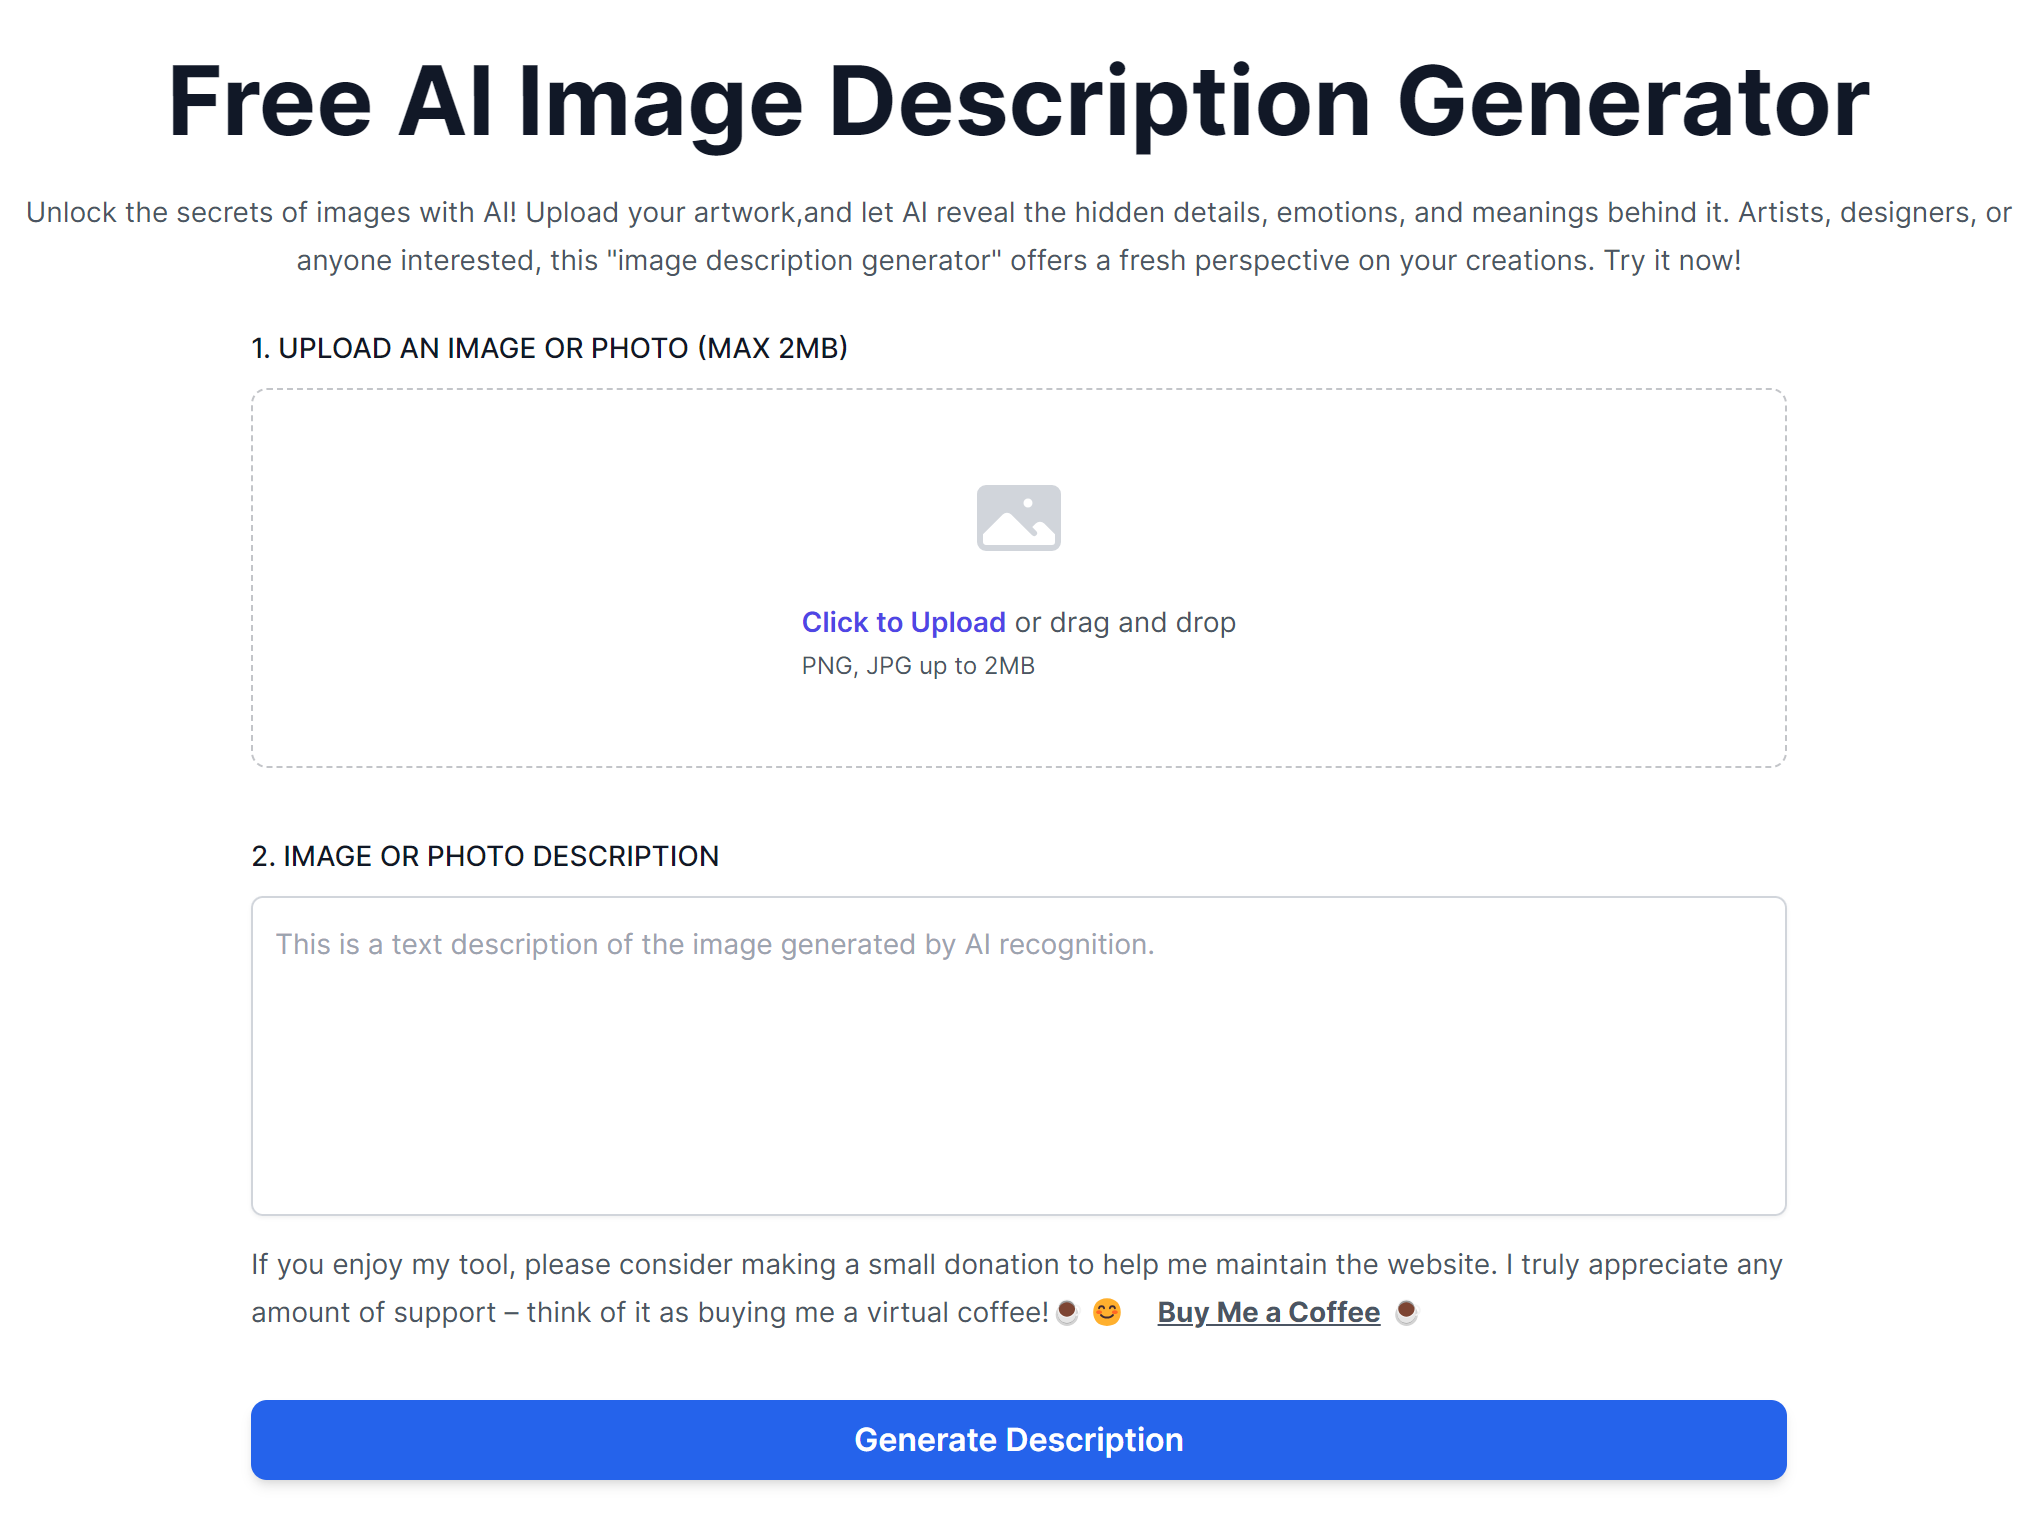 Free AI Image Description Generator
Unlock the secrets of images with AI! Upload your artwork,and let AI reveal the hidden details, emotions, and meanings behind it. Artists, designers, or
anyone interested, this "image description generator" offers a fresh perspective on your creations. Try it now!
1. UPLOAD AN IMAGE OR PHOTO (MAX 2MB)
Click to Upload or drag and drop
PNG, JPG up to 2MB
2. IMAGE OR PHOTO DESCRIPTION
This is a text description of the image generated by AI recognition.
If you enjoy my tool, please consider making a small donation to help me maintain the website. I truly appreciate any
amount of support – think of it as buying me a virtual coffee!☕ 😊 Buy Me a Coffee ☕
Generate Description